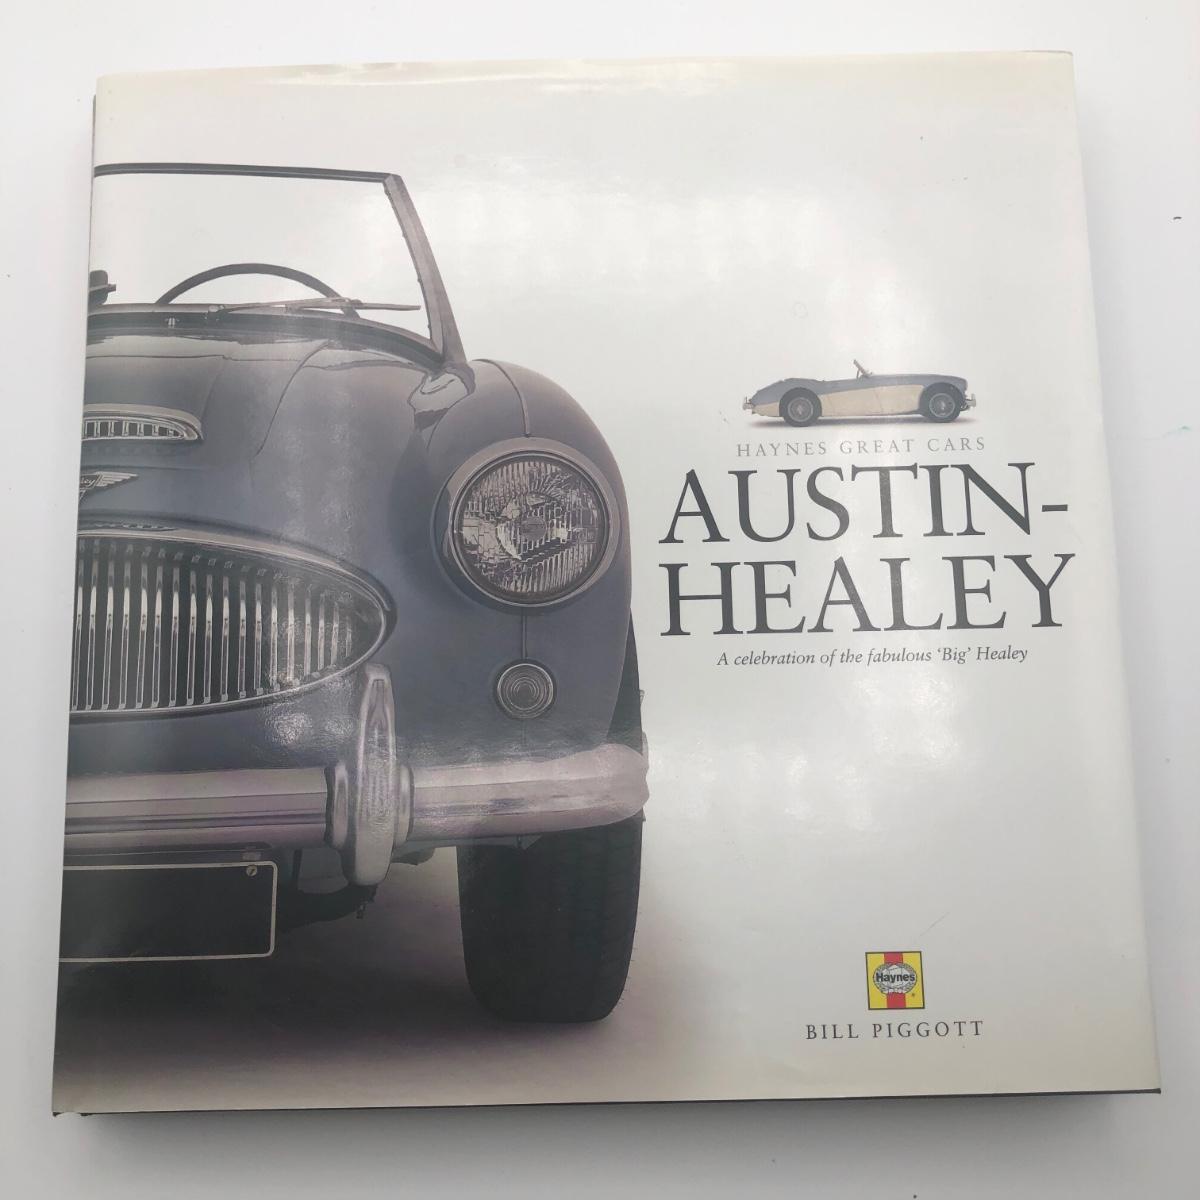 HAYNES GREAT CARS
AUSTIN-
HEALEY
A celebration of the fabulous ‘Big’ Healey
Haynes
BILL PIGGOTT